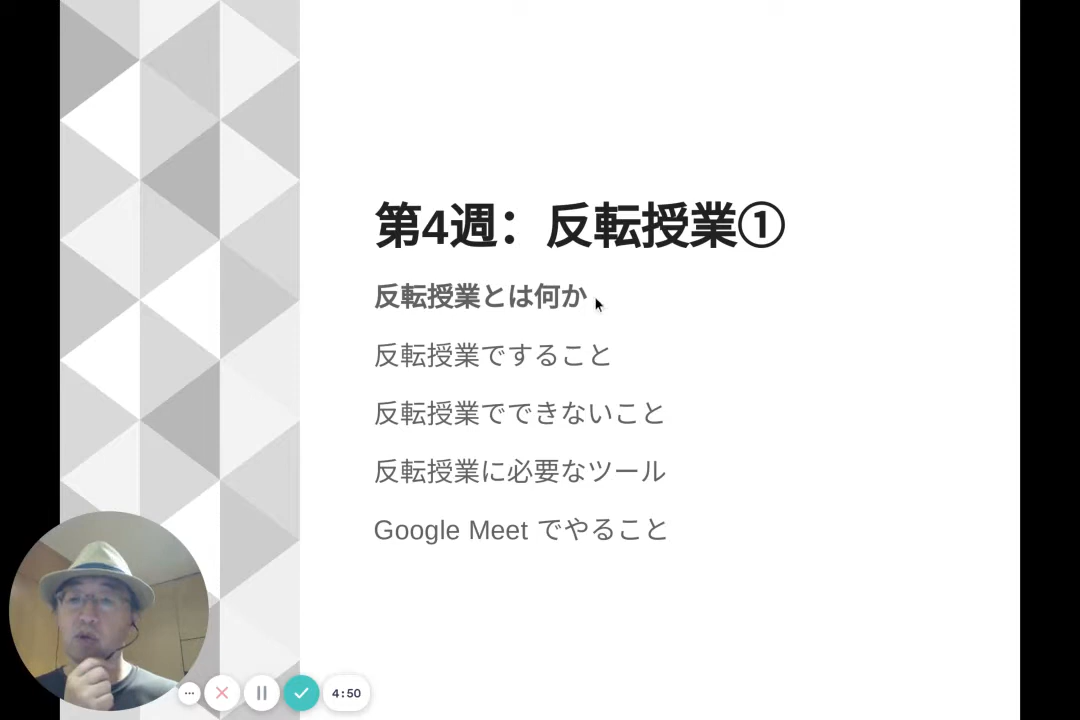 第4週：反転授業①
反転授業とは何か
反転授業ですること
反転授業でできないこと
反転授業に必要なツール
Google Meet でやること
4:50